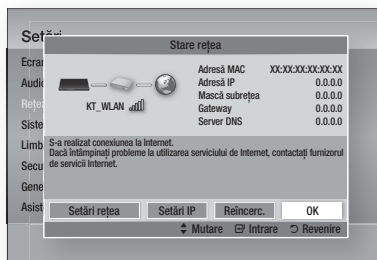 Setări
Stare rețea
Ecran
Audio
Rețea
Siste
Limb
Secu
Gene
Asist
Adresă MAC XX:XX:XX:XX:XX:XX
Adresă IP 0.0.0.0
Mască subrețea 0.0.0.0
Gateway 0.0.0.0
Server DNS 0.0.0.0
KT_WLAN
S-a realizat conexiunea la Internet.
Dacă întâmpinați probleme la utilizarea serviciului de Internet, contactați furnizorul
de servicii Internet.
Setări rețea Setări IP Reîncerc. OK
Mutare Intrare Revenire